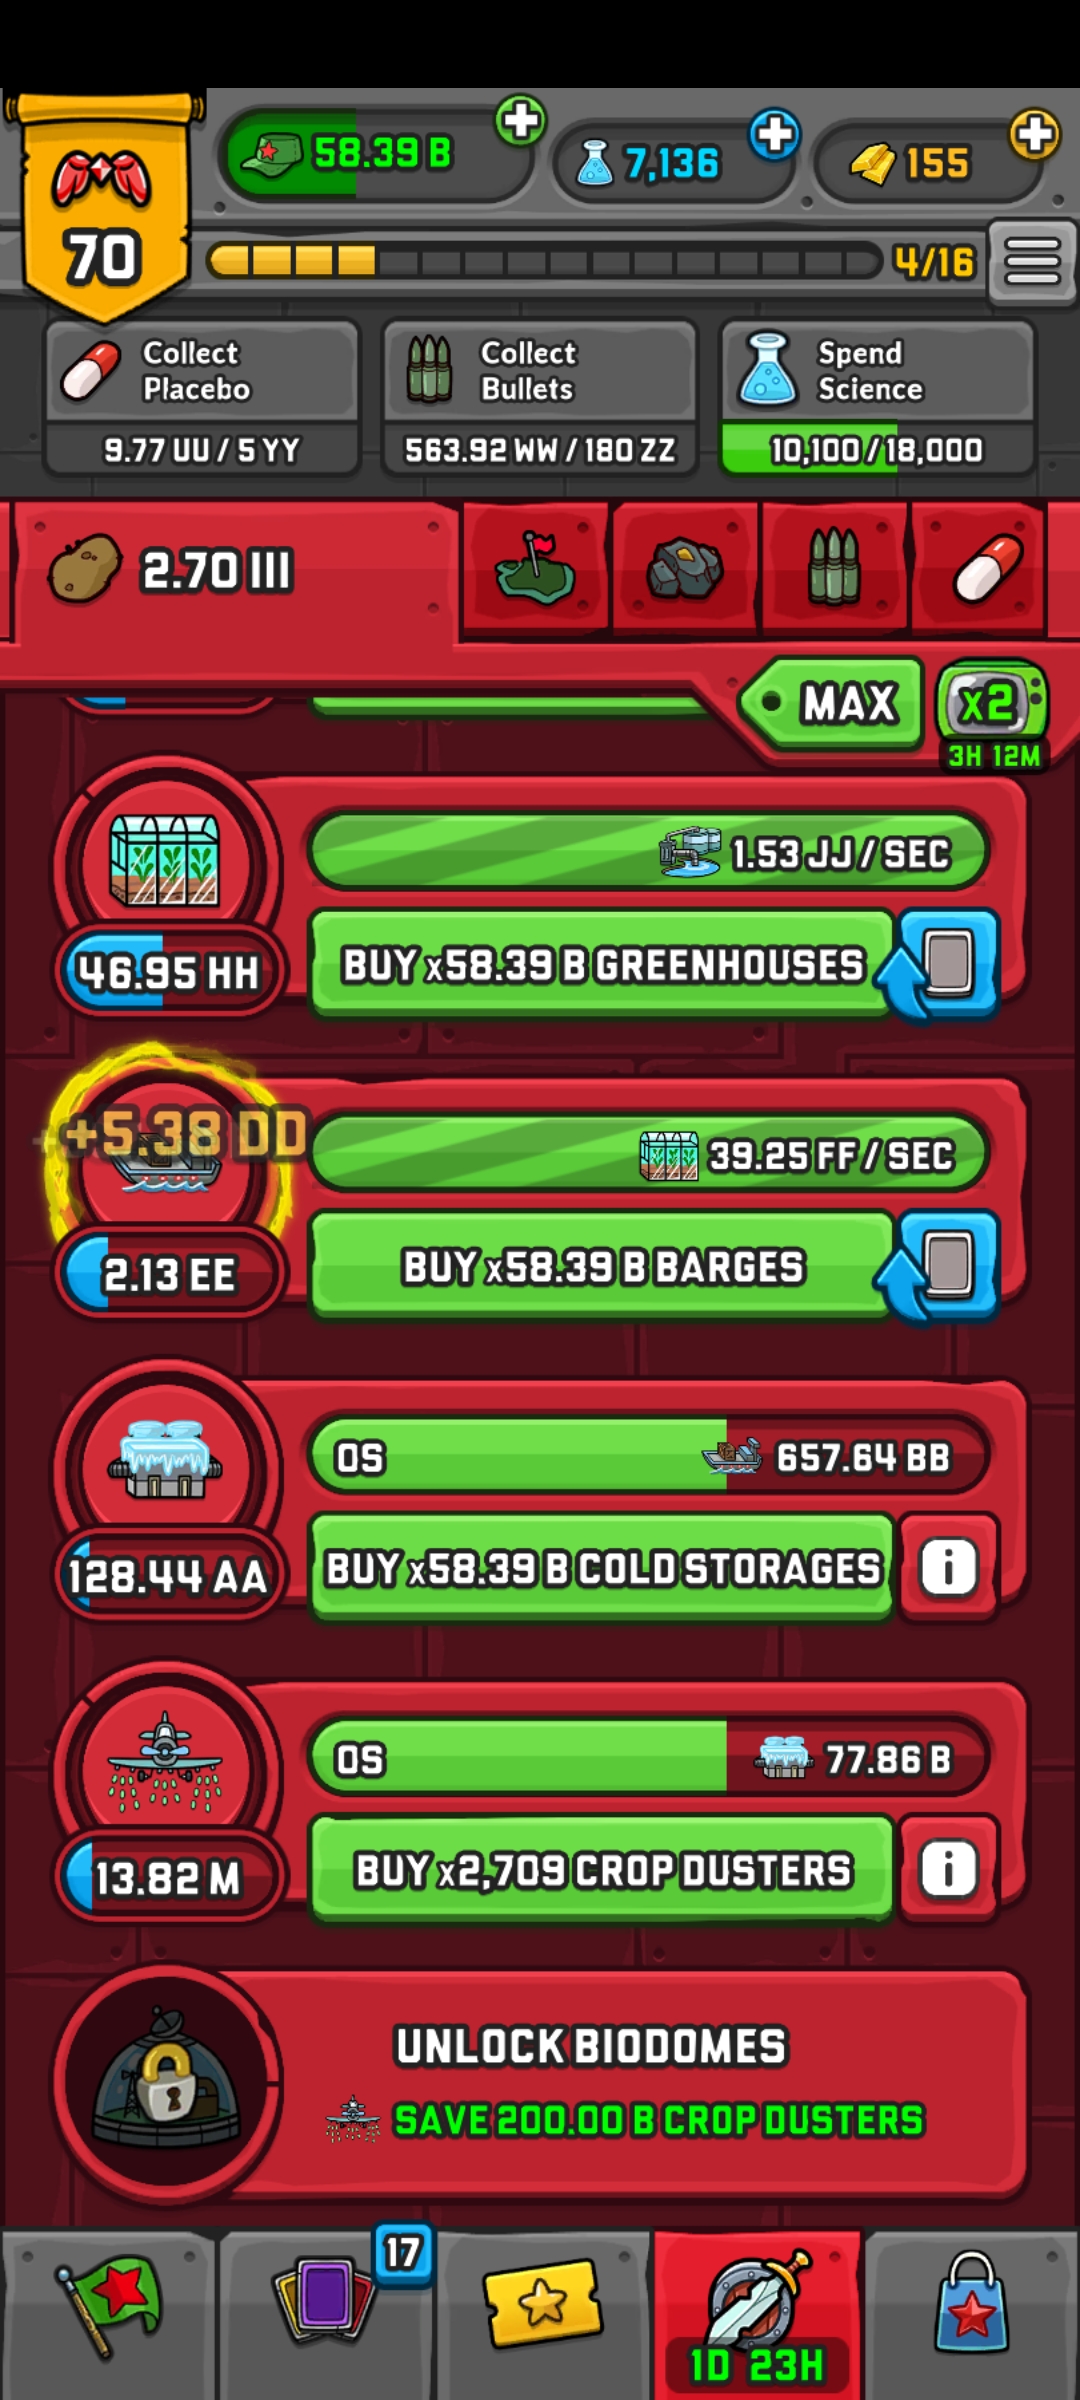 58.39 B
7,136
155
70
4/16
Collect
Placebo
9.77 UU / 5 YY
Collect
Bullets
563.92 WW / 180 ZZ
Spend
Science
10,100 / 18,000
2.70 III
MAX
x2
3H 12M
1.53 JJ / SEC
46.95 HH
BUY x58.39 B GREENHOUSES
+5.38 DD
39.25 FF / SEC
2.13 EE
BUY x58.39 B BARGES
0S
657.64 BB
128.44 AA
BUY x58.39 B COLD STORAGES
i
0S
77.86 B
13.82 M
BUY x2,709 CROP DUSTERS
i
UNLOCK BIODOMES
SAVE 200.00 B CROP DUSTERS
17
1D 23H